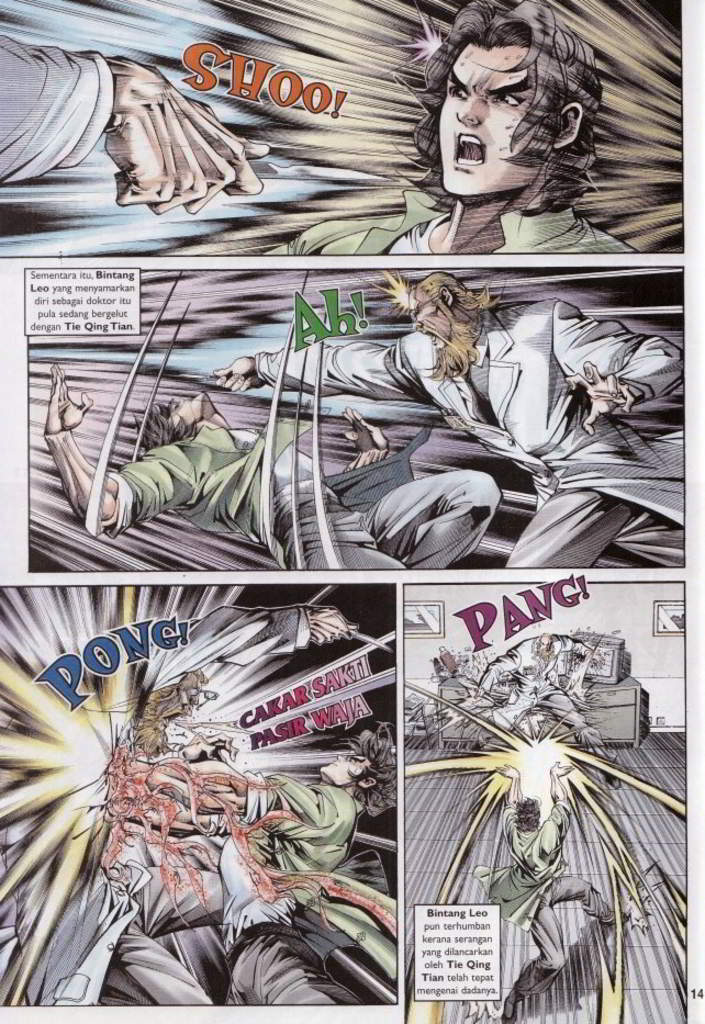 SHOO!
Sementara itu, Bintang
Leo yang menyamarkan
diri sebagai doktor itu
pula sedang bergelut
dengan Tie Qing Tian.
Ah!
PONG!
CAKAR SAKTI
PASIR WAJA
PANG!
Bintang Leo
pun terhumban
kerana serangan
yang dilancarkan
oleh Tie Qing
Tian telah tepat
mengenai dadanya.
14